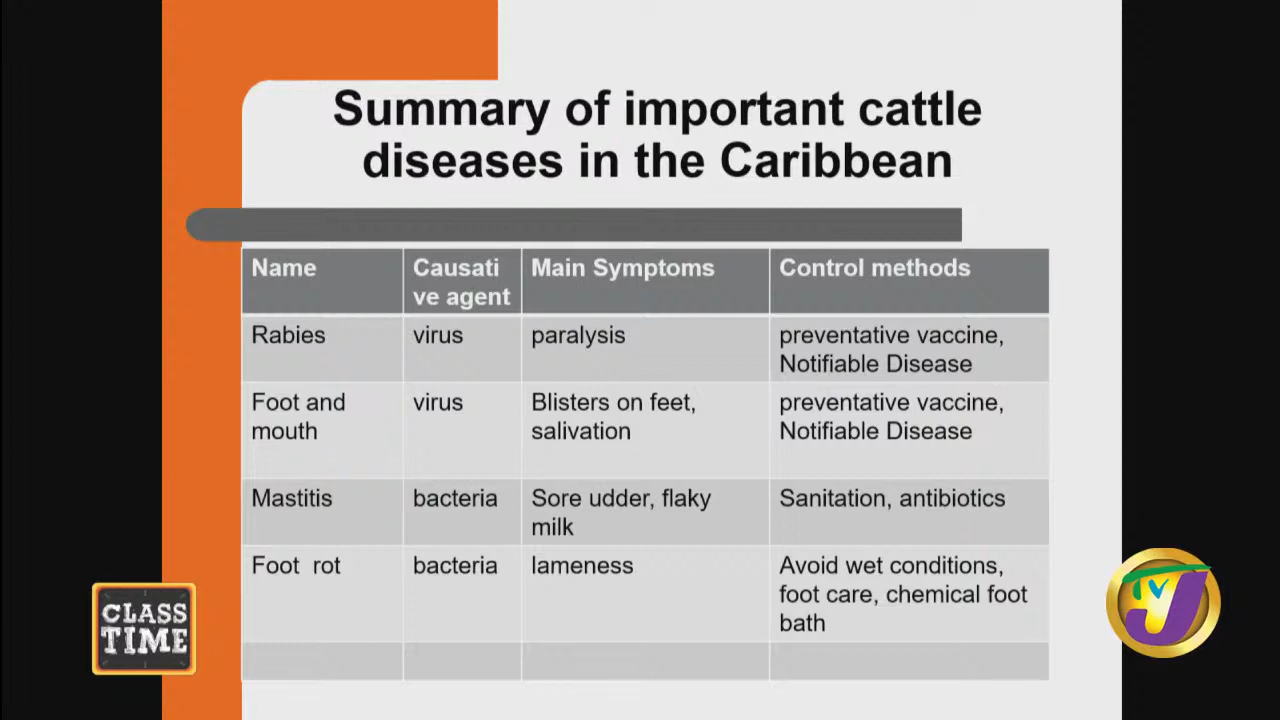 Summary of important cattle
diseases in the Caribbean
Name
Causati
ve agent
Main Symptoms
Control methods
Rabies
virus
paralysis
preventative vaccine,
Notifiable Disease
Foot and
mouth
virus
Blisters on feet,
salivation
preventative vaccine,
Notifiable Disease
Mastitis
bacteria
Sore udder, flaky
milk
Sanitation, antibiotics
Foot rot
bacteria
lameness
Avoid wet conditions,
foot care, chemical foot
bath
CLASS
TIME
TVJ